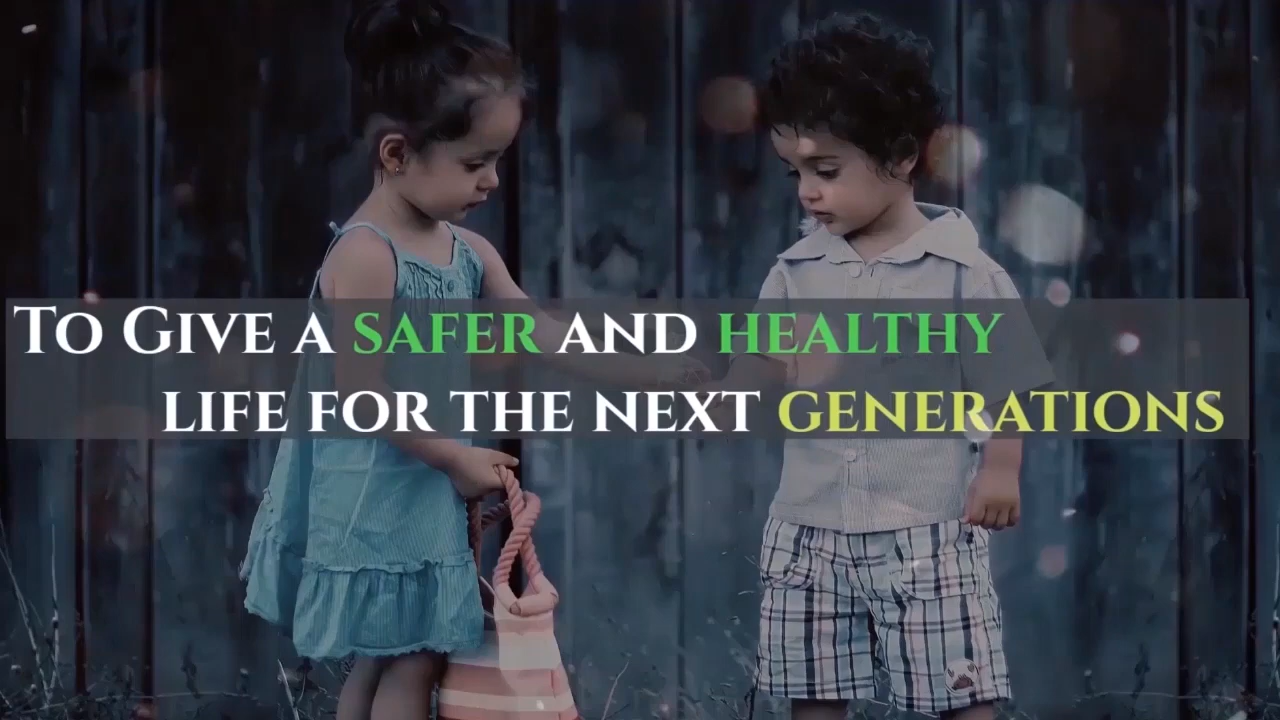 To Give a safer and healthy
life for the next generations